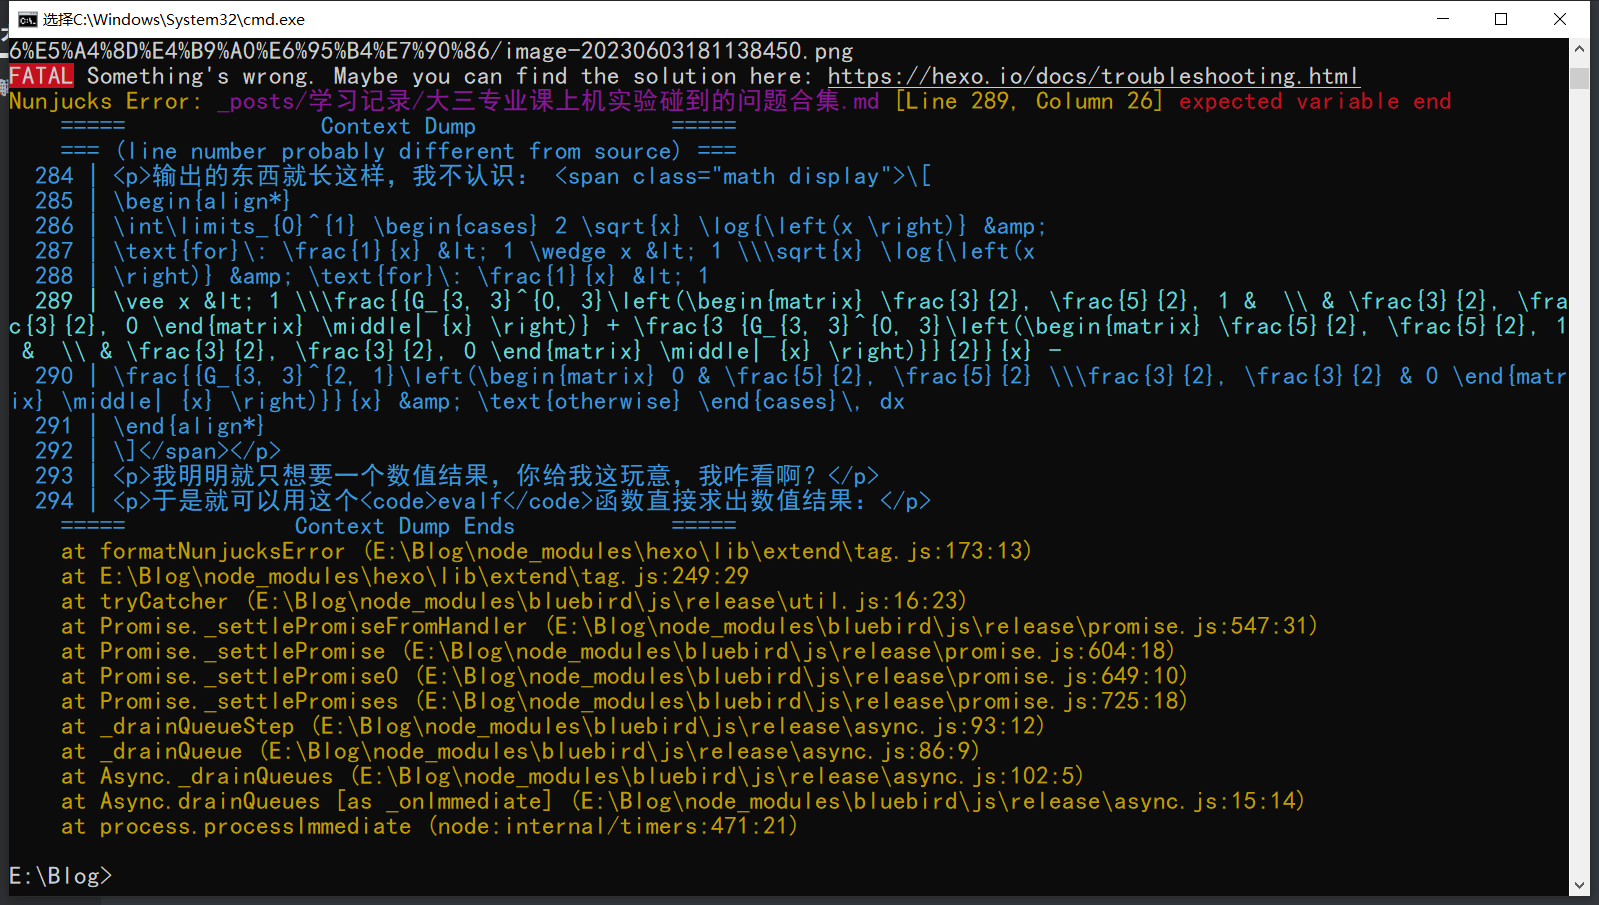 选择C:\Windows\System32\cmd.exe
6%E5%A4%8D%E4%B9%A0%E6%95%B4%E7%90%86/image-20230603181138450.png
FATAL Something's wrong. Maybe you can find the solution here: https://hexo.io/docs/troubleshooting.html
Nunjucks Error: _posts/学习记录/大三专业课上机实验碰到的问题合集.md [Line 289, Column 26] expected variable end
===== Context Dump =====
=== (line number probably different from source) ===
284 | <p>输出的东西就长这样，我不认识： <span class="math display">\[
285 | \begin{align*}
286 | \int\limits_{0}^{1} \begin{cases} 2 \sqrt{x} \log{\left(x \right)} &amp;
287 | \text{for}\: \frac{1}{x} &lt; 1 \wedge x &lt; 1 \\\sqrt{x} \log{\left(x
288 | \right)} &amp; \text{for}\: \frac{1}{x} &lt; 1
289 | \vee x &lt; 1 \\\frac{{G_{3, 3}^{0, 3}\left(\begin{matrix} \frac{3}{2}, \frac{5}{2}, 1 &  \\ & \frac{3}{2}, \fra
c{3}{2}, 0 \end{matrix} \middle| {x} \right)} + \frac{3 {G_{3, 3}^{0, 3}\left(\begin{matrix} \frac{5}{2}, \frac{5}{2}, 1
 &  \\ & \frac{3}{2}, \frac{3}{2}, 0 \end{matrix} \middle| {x} \right)}}{2}}{x} -
290 | \frac{{G_{3, 3}^{2, 1}\left(\begin{matrix} 0 & \frac{5}{2}, \frac{5}{2} \\\frac{3}{2}, \frac{3}{2} & 0 \end{matr
ix} \middle| {x} \right)}}{x} &amp; \text{otherwise} \end{cases}\, dx
291 | \end{align*}
292 | \]</span></p>
293 | <p>我明明就只想要一个数值结果，你给我这玩意，我咋看啊？</p>
294 | <p>于是就可以用这个<code>evalf</code>函数直接求出数值结果：</p>
===== Context Dump Ends =====
at formatNunjucksError (E:\Blog\node_modules\hexo\lib\extend\tag.js:173:13)
at E:\Blog\node_modules\hexo\lib\extend\tag.js:249:29
at tryCatcher (E:\Blog\node_modules\bluebird\js\release\util.js:16:23)
at Promise._settlePromiseFromHandler (E:\Blog\node_modules\bluebird\js\release\promise.js:547:31)
at Promise._settlePromise (E:\Blog\node_modules\bluebird\js\release\promise.js:604:18)
at Promise._settlePromise0 (E:\Blog\node_modules\bluebird\js\release\promise.js:649:10)
at Promise._settlePromises (E:\Blog\node_modules\bluebird\js\release\promise.js:725:18)
at _drainQueueStep (E:\Blog\node_modules\bluebird\js\release\async.js:93:12)
at _drainQueue (E:\Blog\node_modules\bluebird\js\release\async.js:86:9)
at Async._drainQueues (E:\Blog\node_modules\bluebird\js\release\async.js:102:5)
at Async.drainQueues [as _onImmediate] (E:\Blog\node_modules\bluebird\js\release\async.js:15:14)
at process.processImmediate (node:internal/timers:471:21)
E:\Blog>